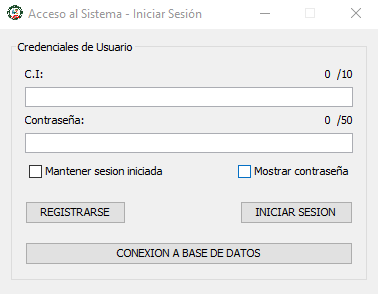 Acceso al Sistema - Iniciar Sesión
Credenciales de Usuario
C.I: 0 /10
Contraseña: 0 /50
Mantener sesion iniciada Mostrar contraseña
REGISTRARSE INICIAR SESION
CONEXION A BASE DE DATOS